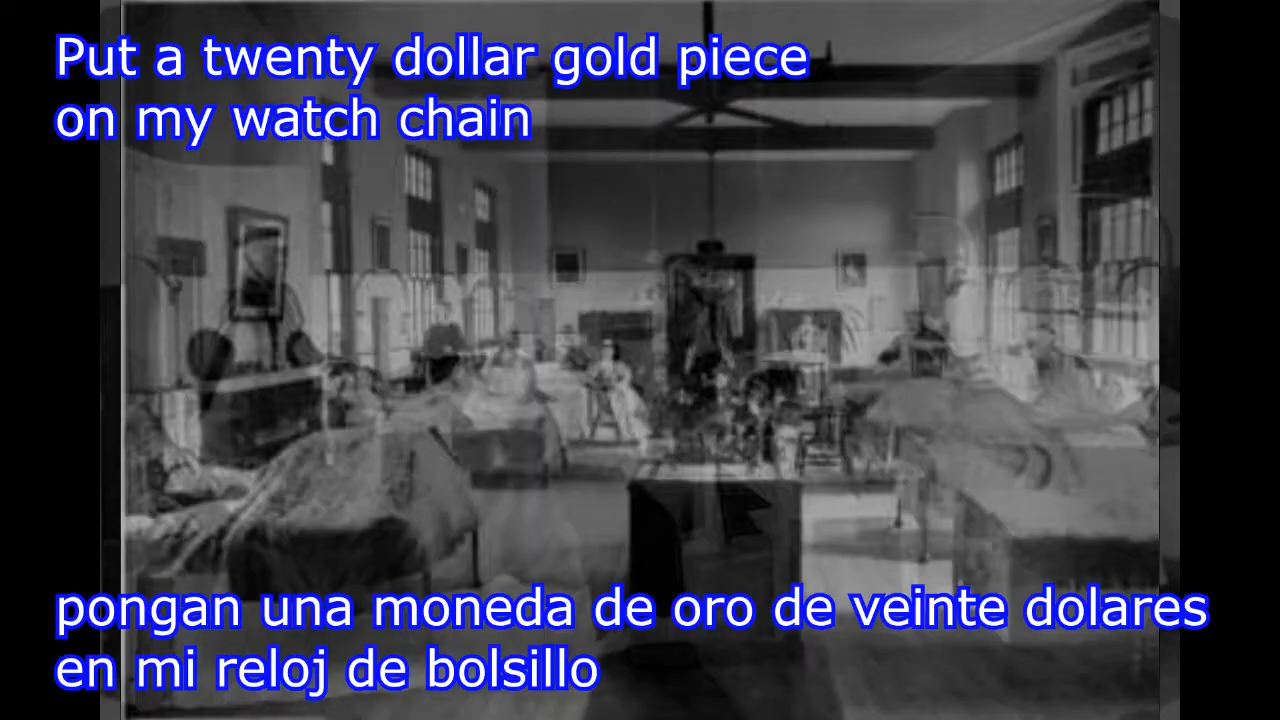 Put a twenty dollar gold piece
on my watch chain
pongan una moneda de oro de veinte dolares
en mi reloj de bolsillo